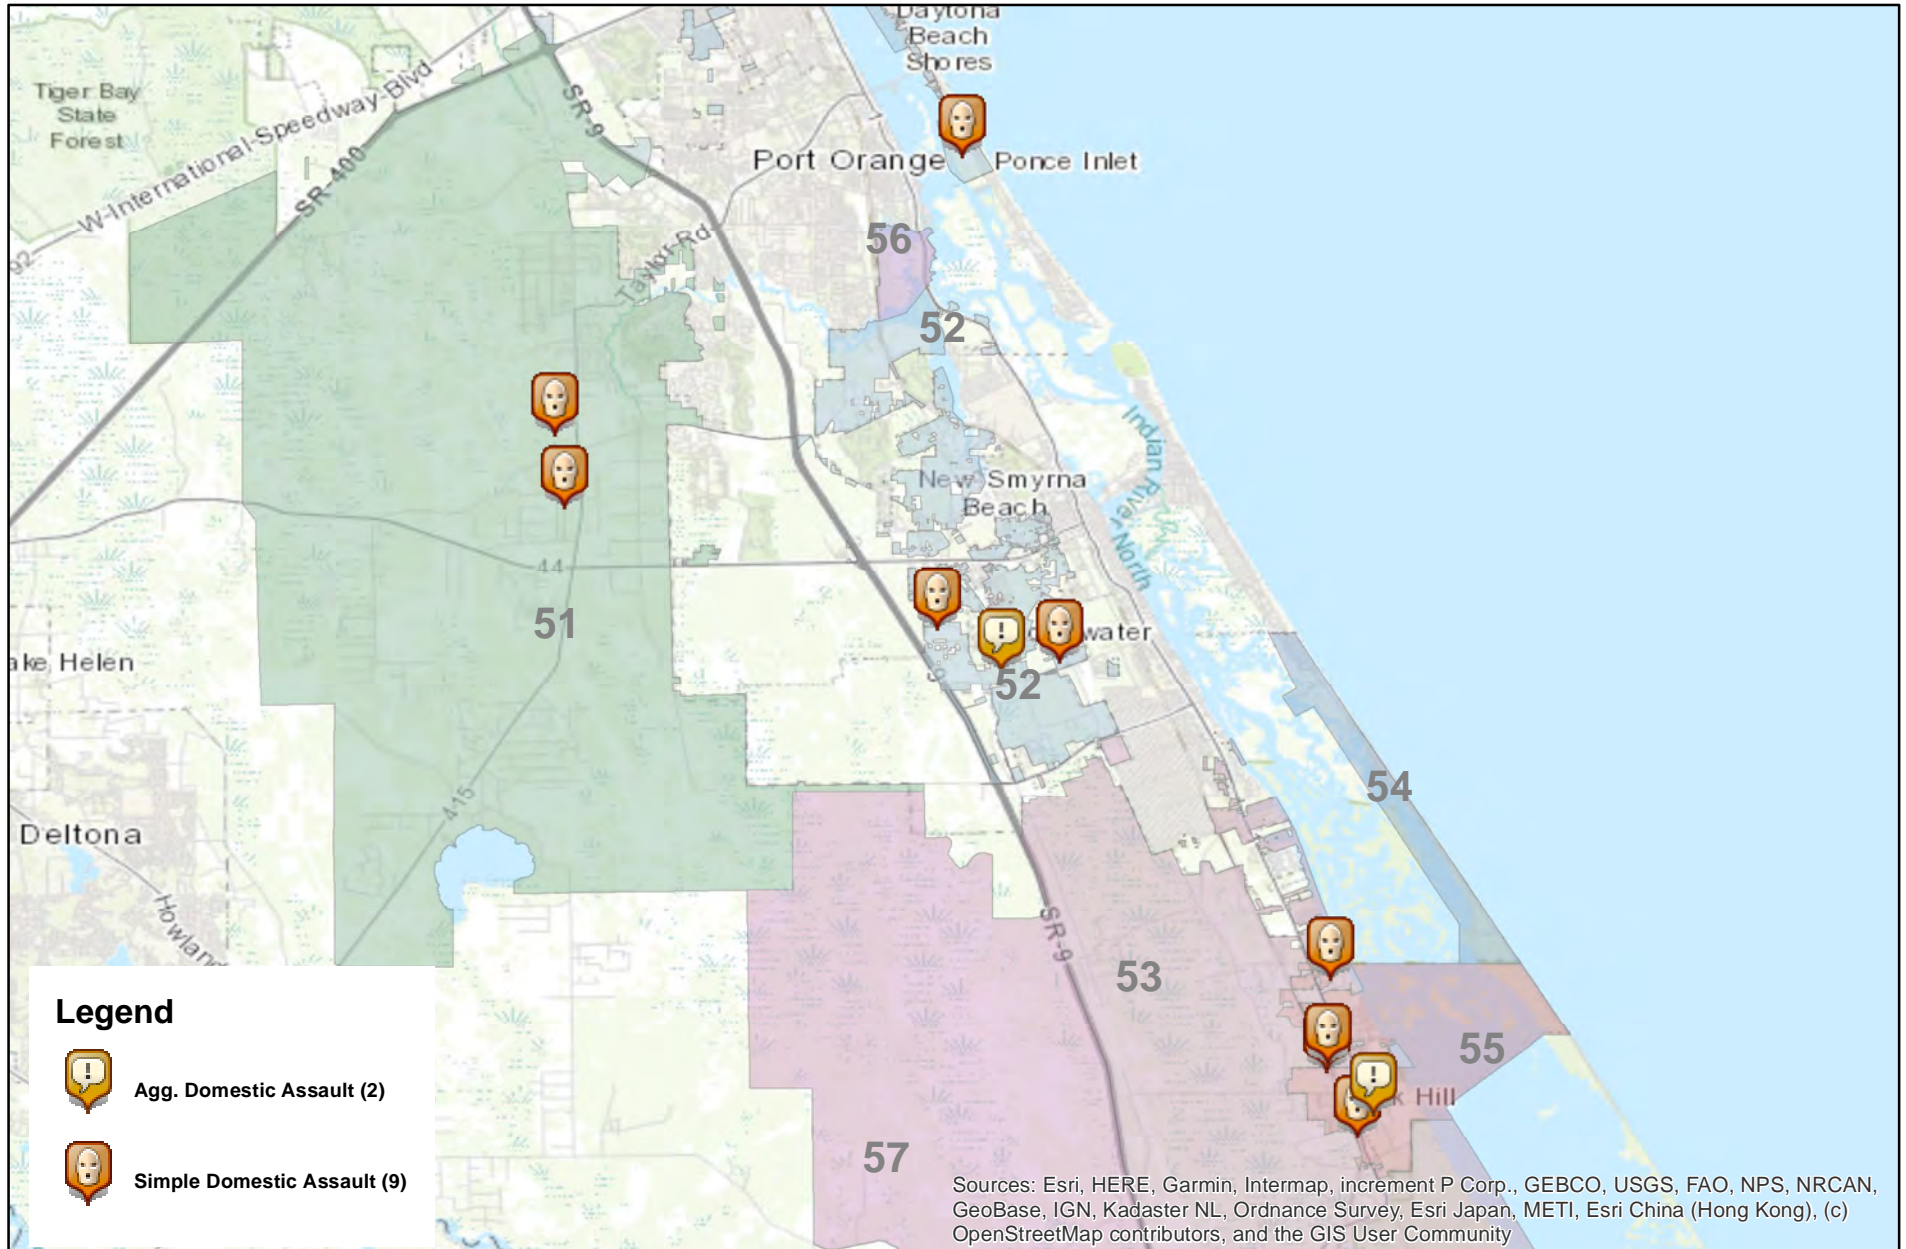 Daytona
Beach
Shores
Tiger Bay
State
Forest
W-International-Speedway-Blvd
SR-9
SR-400
1
Port Orange
Ponce Inlet
92
56
Taylor Rd
52
Indian River North
New Smyrna
Beach
44
51
water
ake Helen
9
52
54
Deltona
415
Howland
SR-9
53
55
k Hill
57
Legend
!
Agg. Domestic Assault (2)
Simple Domestic Assault (9)
Sources: Esri, HERE, Garmin, Intermap, increment P Corp., GEBCO, USGS, FAO, NPS, NRCAN,
GeoBase, IGN, Kadaster NL, Ordnance Survey, Esri Japan, METI, Esri China (Hong Kong), (c)
OpenStreetMap contributors, and the GIS User Community